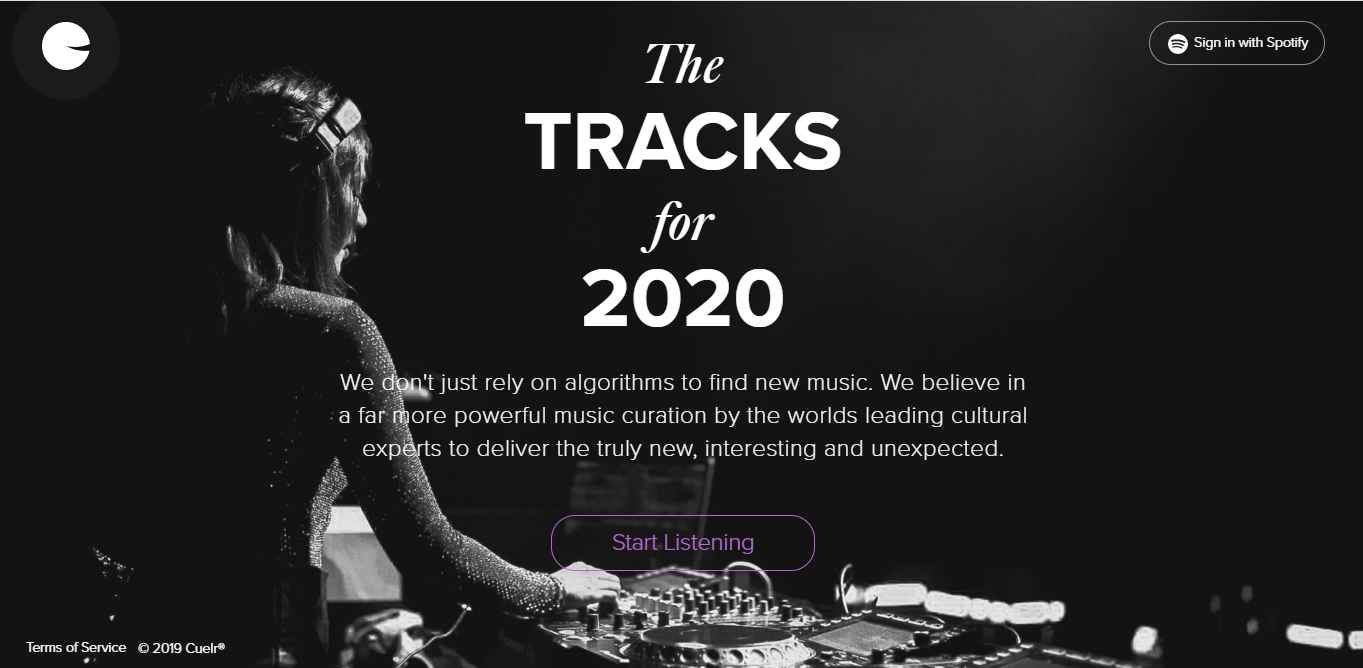 Sign in with Spotify
The
TRACKS
for
2020
We don't just rely on algorithms to find new music. We believe in
a far more powerful music curation by the worlds leading cultural
experts to deliver the truly new, interesting and unexpected.
Start Listening
Terms of Service © 2019 Cuelr®